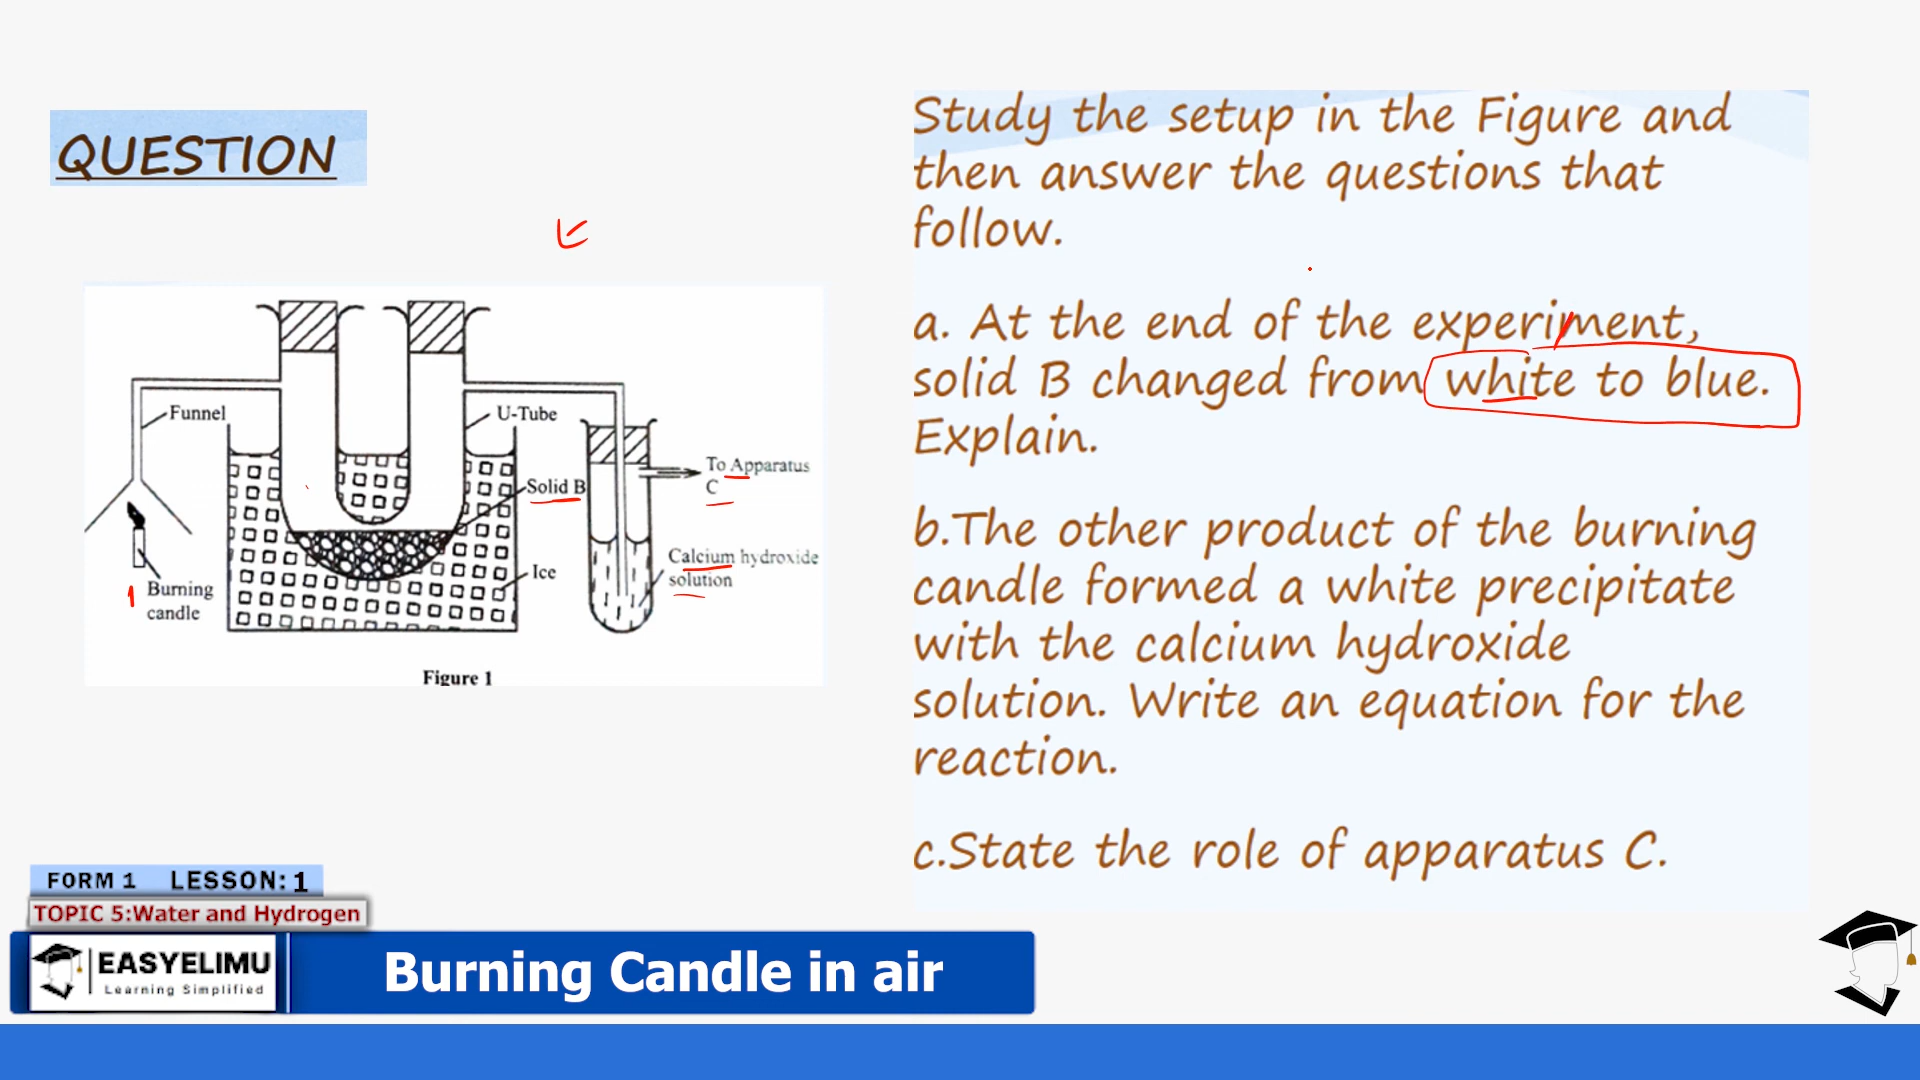 QUESTION
Study the setup in the Figure and
then answer the questions that
follow.
a. At the end of the experiment,
solid B changed from white to blue.
Explain.
b.The other product of the burning
candle formed a white precipitate
with the calcium hydroxide
solution. Write an equation for the
reaction.
c.State the role of apparatus C.
Funnel
U-Tube
To Apparatus
C
Solid B
Calcium hydroxide
solution
Ice
1
Burning
candle
Figure 1
FORM 1 LESSON: 1
TOPIC 5:Water and Hydrogen
EASYELIMU
Learning Simplified
Burning Candle in air